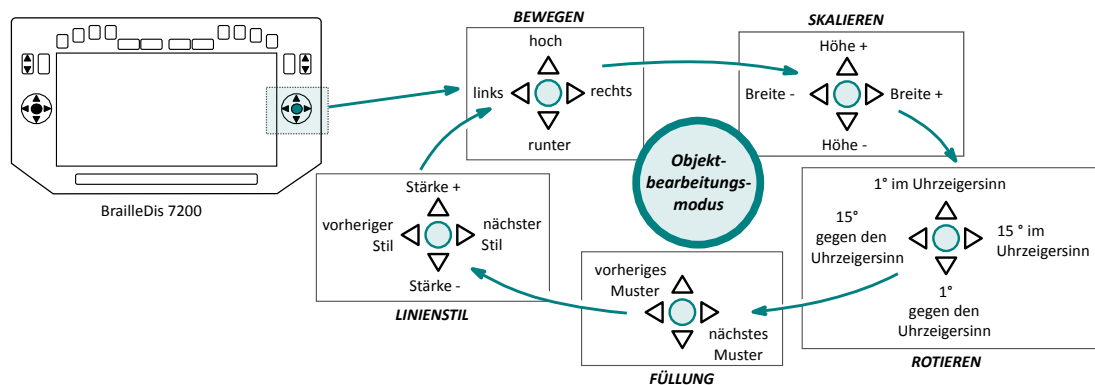 BrailleDis 7200
BEWEGEN
hoch
links
rechts
runter
SKALIEREN
Höhe +
Breite -
Breite +
Höhe -
Objekt-
bearbeitungs-
modus
1° im Uhrzeigersinn
15°
gegen den
Uhrzeigersinn
15 ° im
Uhrzeigersinn
1°
gegen den
Uhrzeigersinn
ROTIEREN
vorheriges
Muster
nächstes
Muster
FÜLLUNG
Stärke +
vorheriger
Stil
nächster
Stil
Stärke -
LINIENSTIL